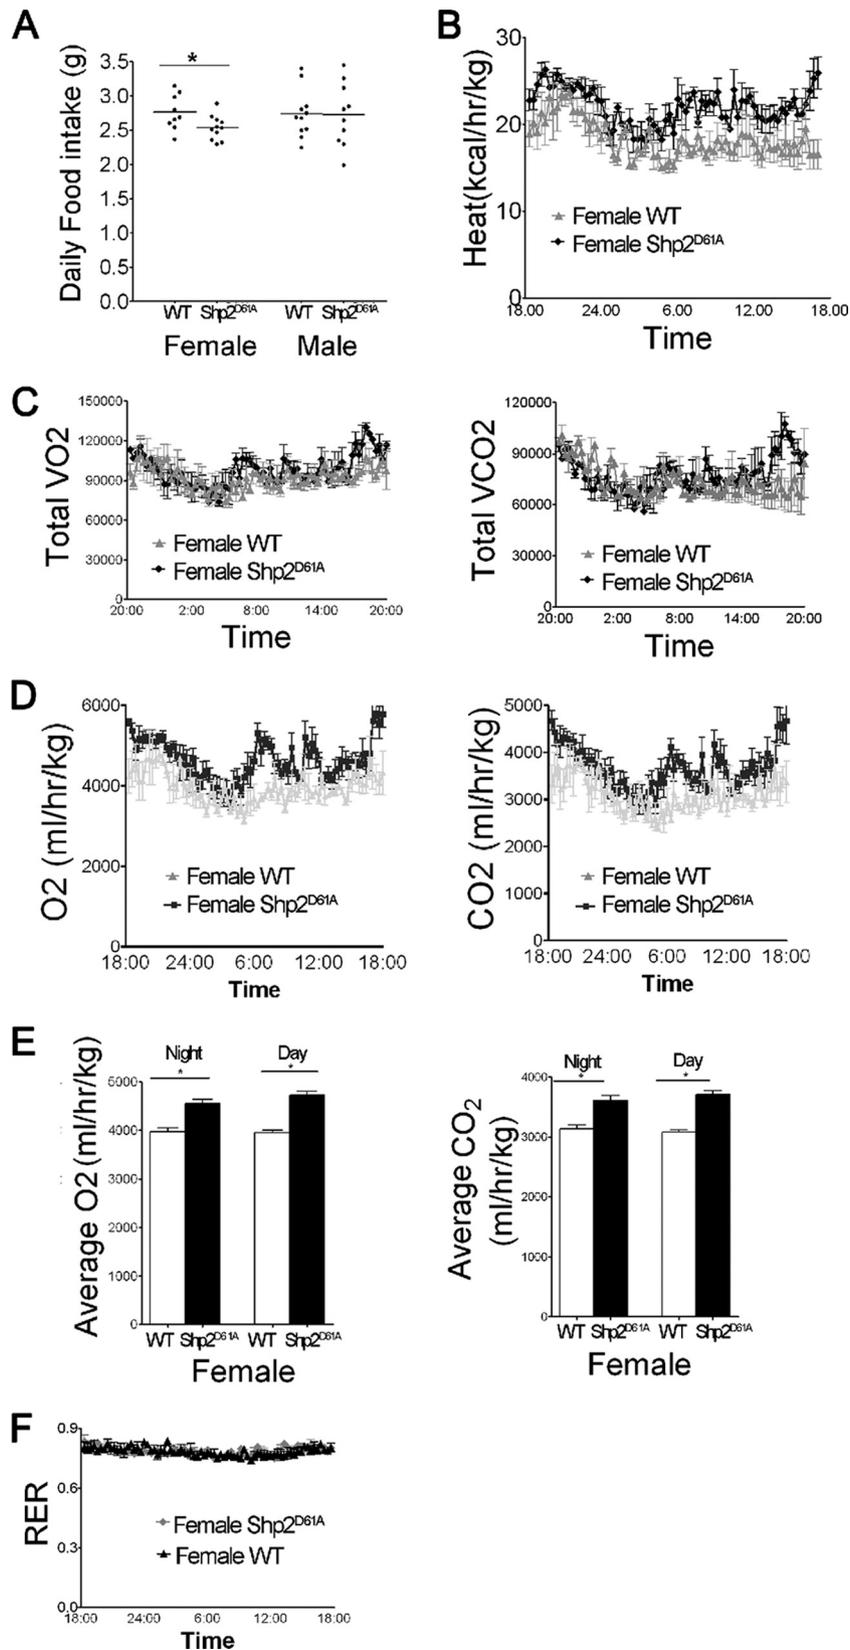 A
Daily Food intake (g)
3.5
3.0
2.5
2.0
1.5
1.0
0.5
0.0
*
WT Shp2D61A WT Shp2D61A
Female Male
B
Heat(kcal/hr/kg)
30
20
10
0
Female WT
Female Shp2D61A
18.00 24.00 6.00 12.00 18.00
Time
C
Total VO2
150000
120000
90000
60000
30000
0
Female WT
Female Shp2D61A
20:00 2:00 8:00 14:00 20:00
Time
Total VCO2
120000
90000
60000
30000
0
Female WT
Female Shp2D61A
20:00 2:00 8:00 14:00 20:00
Time
D
O2 (ml/hr/kg)
6000
4000
2000
0
Female WT
Female Shp2D61A
18:00 24:00 6:00 12:00 18:00
Time
CO2 (ml/hr/kg)
5000
4000
3000
2000
1000
0
Female WT
Female Shp2D61A
18:00 24:00 6:00 12:00 18:00
Time
E
Average O2 (ml/hr/kg)
Night Day
* *
5000
4000
3000
2000
1000
0
WT Shp2D61A WT Shp2D61A
Female
Average CO2
(ml/hr/kg)
Night Day
* *
4000
3000
2000
1000
0
WT Shp2D61A WT Shp2D61A
Female
F
RER
0.9
0.6
0.3
0.0
Female Shp2D61A
Female WT
18:00 24:00 6:00 12:00 18:00
Time